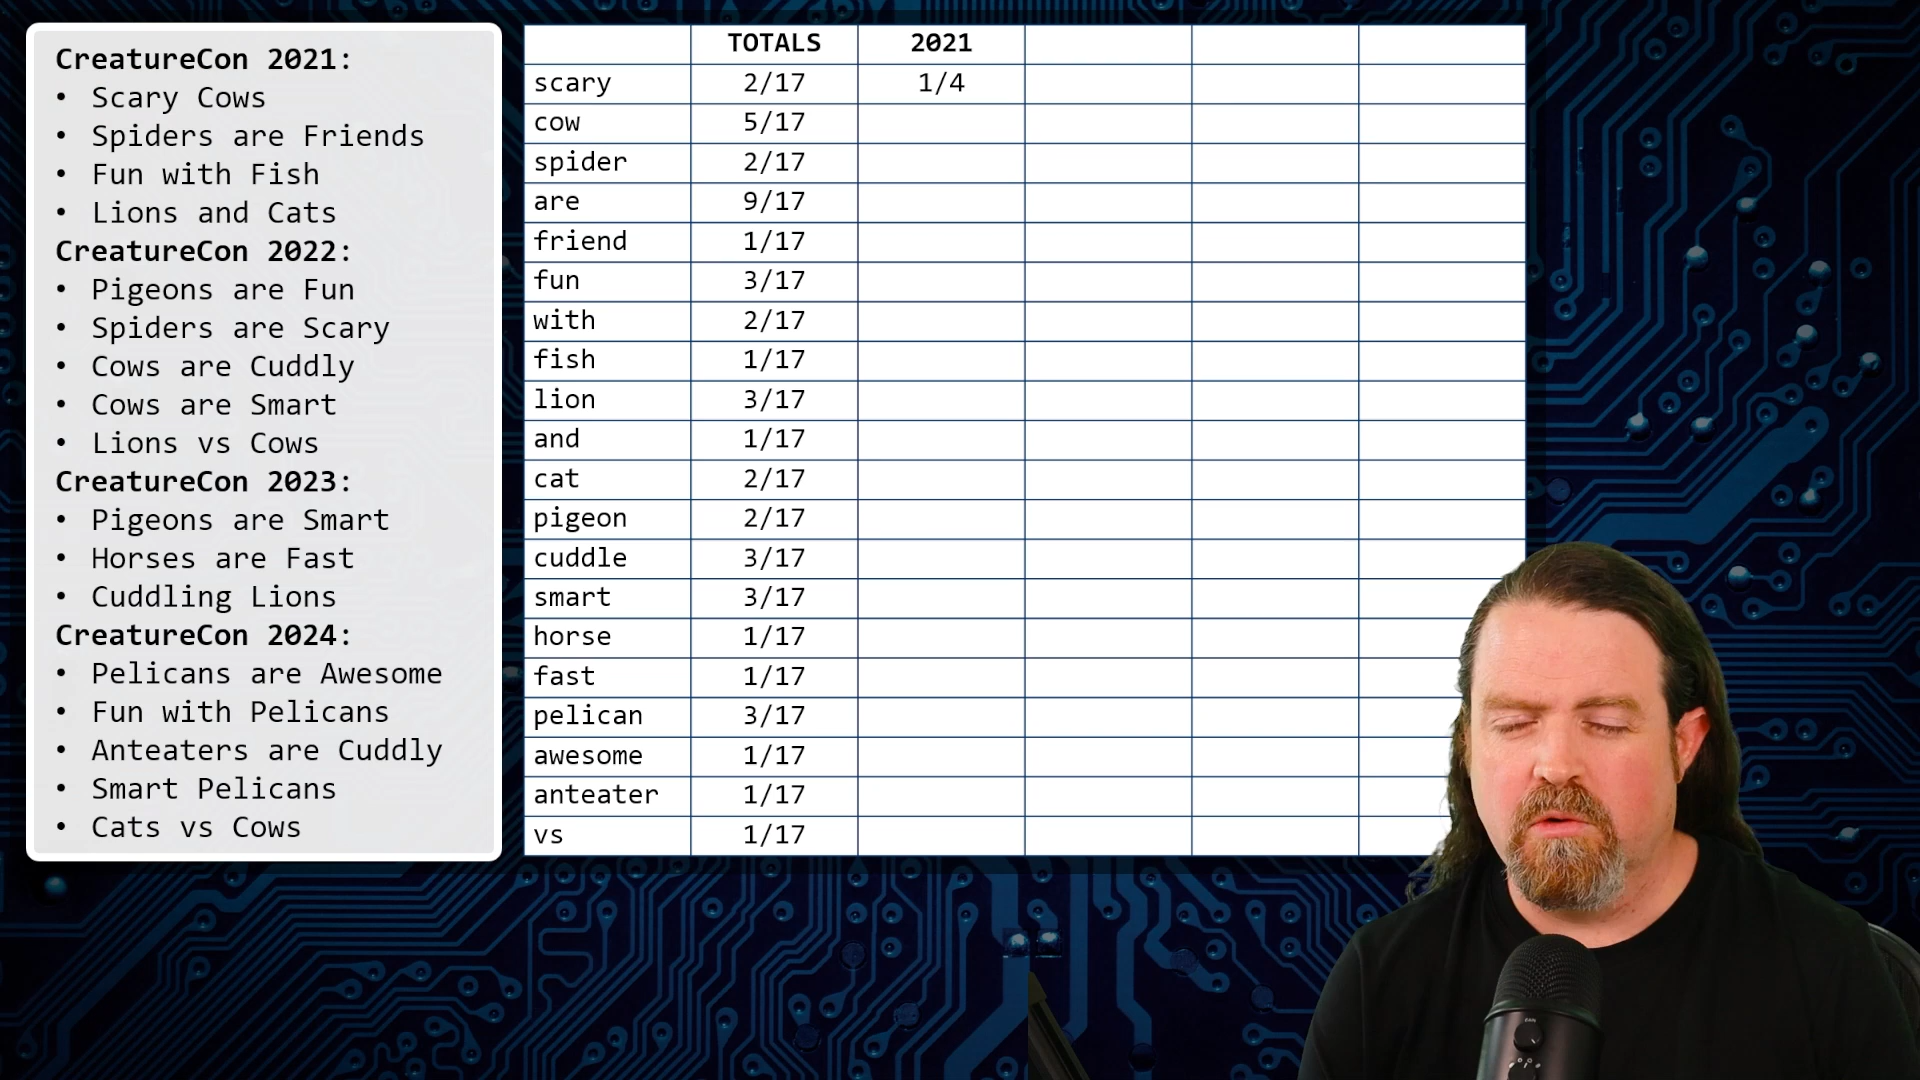 CreatureCon 2021:
• Scary Cows
• Spiders are Friends
• Fun with Fish
• Lions and Cats
CreatureCon 2022:
• Pigeons are Fun
• Spiders are Scary
• Cows are Cuddly
• Cows are Smart
• Lions vs Cows
CreatureCon 2023:
• Pigeons are Smart
• Horses are Fast
• Cuddling Lions
CreatureCon 2024:
• Pelicans are Awesome
• Fun with Pelicans
• Anteaters are Cuddly
• Smart Pelicans
• Cats vs Cows
TOTALS 2021
scary 2/17 1/4
cow 5/17
spider 2/17
are 9/17
friend 1/17
fun 3/17
with 2/17
fish 1/17
lion 3/17
and 1/17
cat 2/17
pigeon 2/17
cuddle 3/17
smart 3/17
horse 1/17
fast 1/17
pelican 3/17
awesome 1/17
anteater 1/17
vs 1/17